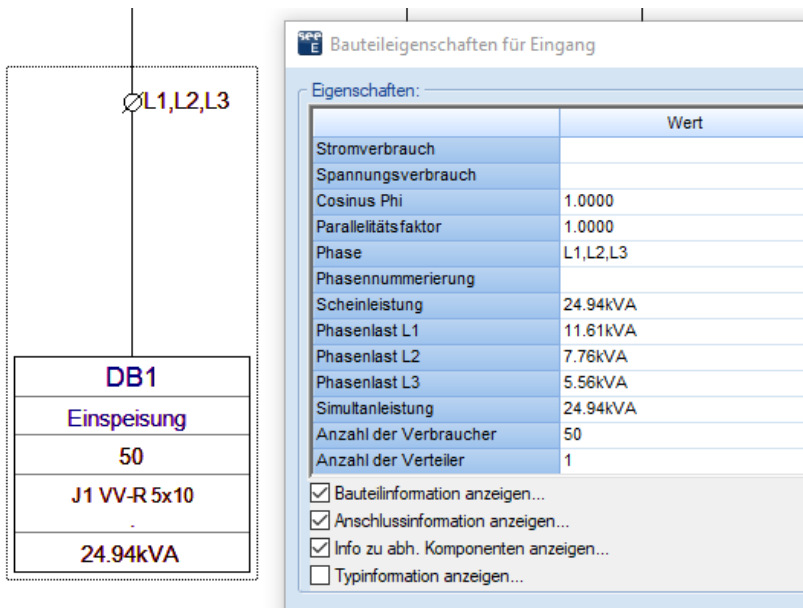 L1,L2,L3
DB1
Einspeisung
50
J1 VV-R 5x10
.
24.94kVA
see
E
Bauteileigenschaften für Eingang
Eigenschaften:
Wert
Stromverbrauch
Spannungsverbrauch
Cosinus Phi 1.0000
Parallelitätsfaktor 1.0000
Phase L1,L2,L3
Phasennummerierung
Scheinleistung 24.94kVA
Phasenlast L1 11.61kVA
Phasenlast L2 7.76kVA
Phasenlast L3 5.56kVA
Simultanleistung 24.94kVA
Anzahl der Verbraucher 50
Anzahl der Verteiler 1
Bauteilinformation anzeigen...
Anschlussinformation anzeigen...
Info zu abh. Komponenten anzeigen...
Typinformation anzeigen...